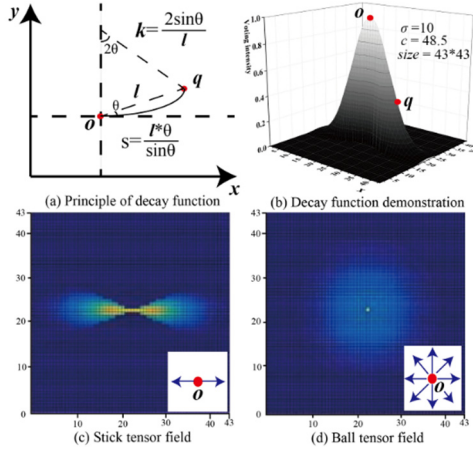 y
k=2sinθ/l
2θ
l
q
θ
o
s=l*θ/sinθ
x
(a) Principle of decay function
Voting intensity
1.0
0.8
0.6
0.4
0.2
0.0
o
q
σ =10
c = 48.5
size = 43*43
(b) Decay function demonstration
43
40
30
20
10
0
10
20
30
40 43
o
(c) Stick tensor field
43
40
30
20
10
0
10
20
30
40 43
o
(d) Ball tensor field